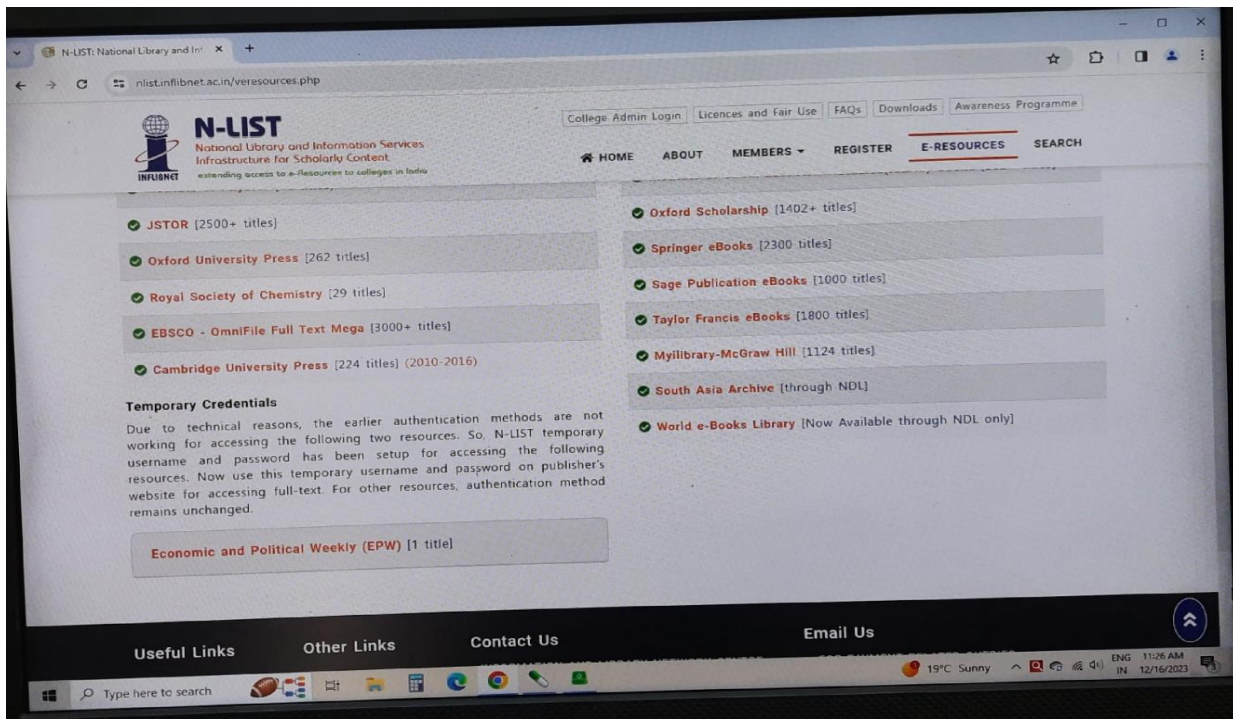 N-LIST: National Library and In
nlist.inflibnet.ac.in/veresources.php
INFLIBNET
N-LIST
National Library and Information Services
Infrastructure for Scholarly Content
extending access to e-Resources to colleges in India
College Admin Login
Licences and Fair Use
FAQs
Downloads
Awareness Programme
HOME
ABOUT
MEMBERS
REGISTER
E-RESOURCES
SEARCH
JSTOR [2500+ titles]
Oxford University Press [262 titles]
Royal Society of Chemistry [29 titles]
EBSCO - OmniFile Full Text Mega [3000+ titles]
Cambridge University Press [224 titles] (2010-2016)
Temporary Credentials
Due to technical reasons, the earlier authentication methods are not
working for accessing the following two resources. So, N-LIST temporary
username and password has been setup for accessing the following
resources. Now use this temporary username and password on publisher's
website for accessing full-text. For other resources, authentication method
remains unchanged.
Economic and Political Weekly (EPW) [1 title]
Oxford Scholarship [1402+ titles]
Springer eBooks [2300 titles]
Sage Publication eBooks [1000 titles]
Taylor Francis eBooks [1800 titles]
Myilibrary-McGraw Hill [1124 titles]
South Asia Archive [through NDL]
World e-Books Library [Now Available through NDL only]
Useful Links
Other Links
Contact Us
Email Us
Type here to search
19°C Sunny
ENG
IN
11:26 AM
12/16/2023